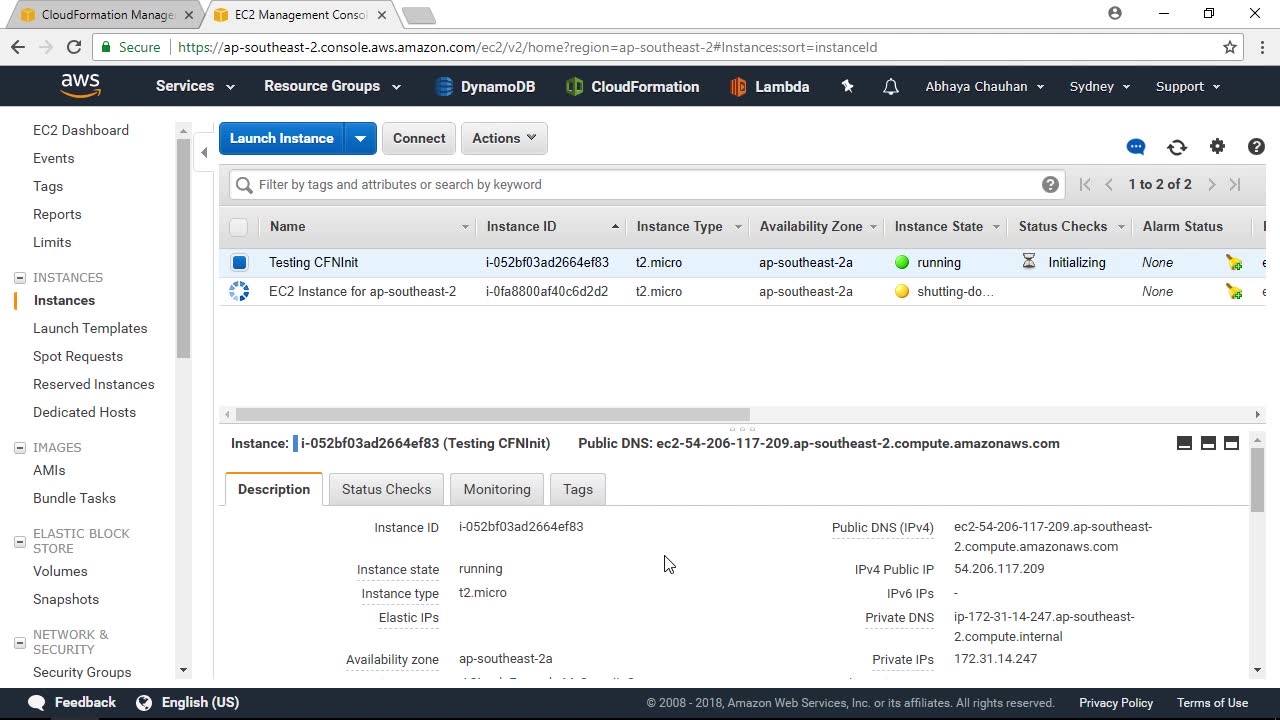 CloudFormation Manage
EC2 Management Conso
Secure
https://ap-southeast-2.console.aws.amazon.com/ec2/v2/home?region=ap-southeast-2#Instances:sort=instanceId
aws
Services
Resource Groups
DynamoDB
CloudFormation
Lambda
Abhaya Chauhan
Sydney
Support
EC2 Dashboard
Events
Tags
Reports
Limits
INSTANCES
Instances
Launch Templates
Spot Requests
Reserved Instances
Dedicated Hosts
IMAGES
AMIs
Bundle Tasks
ELASTIC BLOCK
STORE
Volumes
Snapshots
NETWORK &
SECURITY
Security Groups
Launch Instance
Connect
Actions
Filter by tags and attributes or search by keyword
1 to 2 of 2
Name Instance ID Instance Type Availability Zone Instance State Status Checks Alarm Status
Testing CFNInit i-052bf03ad2664ef83 t2.micro ap-southeast-2a running Initializing None
EC2 Instance for ap-southeast-2 i-0fa8800af40c6d2d2 t2.micro ap-southeast-2a shutting-do... None
Instance: i-052bf03ad2664ef83 (Testing CFNInit) Public DNS: ec2-54-206-117-209.ap-southeast-2.compute.amazonaws.com
Description
Status Checks
Monitoring
Tags
Instance ID i-052bf03ad2664ef83
Instance state running
Instance type t2.micro
Elastic IPs
Availability zone ap-southeast-2a
Public DNS (IPv4) ec2-54-206-117-209.ap-southeast-
2.compute.amazonaws.com
IPv4 Public IP 54.206.117.209
IPv6 IPs -
Private DNS ip-172-31-14-247.ap-southeast-
2.compute.internal
Private IPs 172.31.14.247
Feedback
English (US)
© 2008 - 2018, Amazon Web Services, Inc. or its affiliates. All rights reserved.
Privacy Policy
Terms of Use